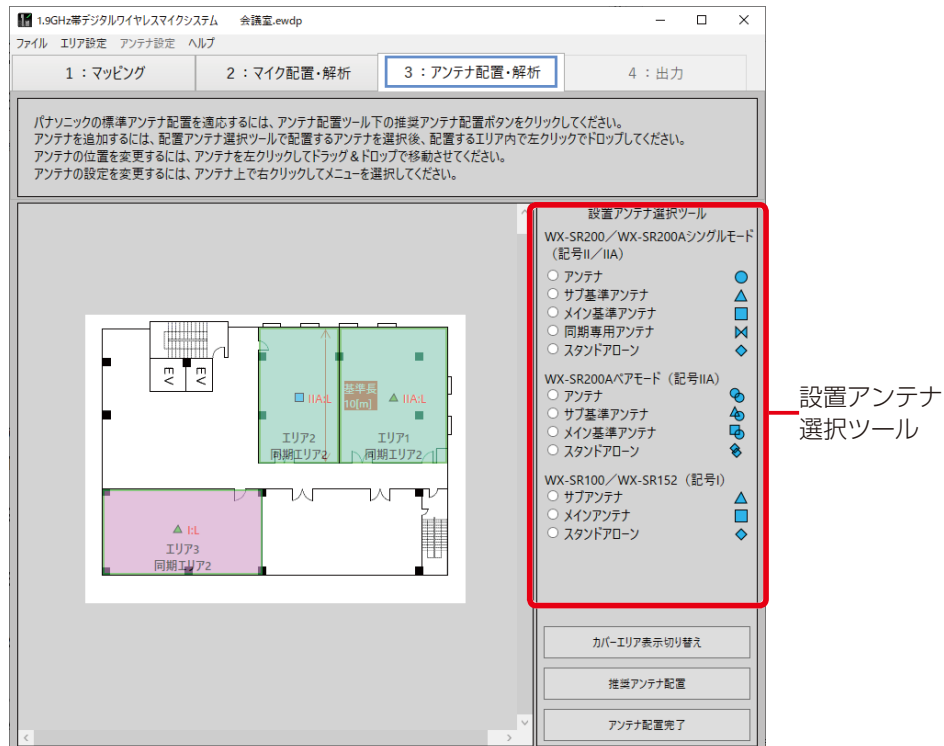 1.9GHz帯デジタルワイヤレスマイクシステム　会議室.ewdp
ファイル　エリア設定　アンテナ設定　ヘルプ
1：マッピング　2：マイク配置・解析　3：アンテナ配置・解析　4：出力
パナソニックの標準アンテナ配置を適応するには、アンテナ配置ツール下の推奨アンテナ配置ボタンをクリックしてください。
アンテナを追加するには、配置アンテナ選択ツールで配置するアンテナを選択後、配置するエリア内で左クリックでドロップしてください。
アンテナの位置を変更するには、アンテナを左クリックしてドラッグ＆ドロップで移動させてください。
アンテナの設定を変更するには、アンテナ上で右クリックしてメニューを選択してください。
EV
EV
IIA:L
基準長
10[m]
IIA:L
エリア2
同期エリア2
エリア1
同期エリア2
I:L
エリア3
同期エリア2
設置アンテナ選択ツール
WX-SR200／WX-SR200Aシングルモード
（記号II／IIA）
アンテナ
サブ基準アンテナ
メイン基準アンテナ
同期専用アンテナ
スタンドアローン
WX-SR200Aペアモード（記号IIA）
アンテナ
サブ基準アンテナ
メイン基準アンテナ
スタンドアローン
WX-SR100／WX-SR152（記号I）
サブアンテナ
メインアンテナ
スタンドアローン
カバーエリア表示切り替え
推奨アンテナ配置
アンテナ配置完了
設置アンテナ
選択ツール